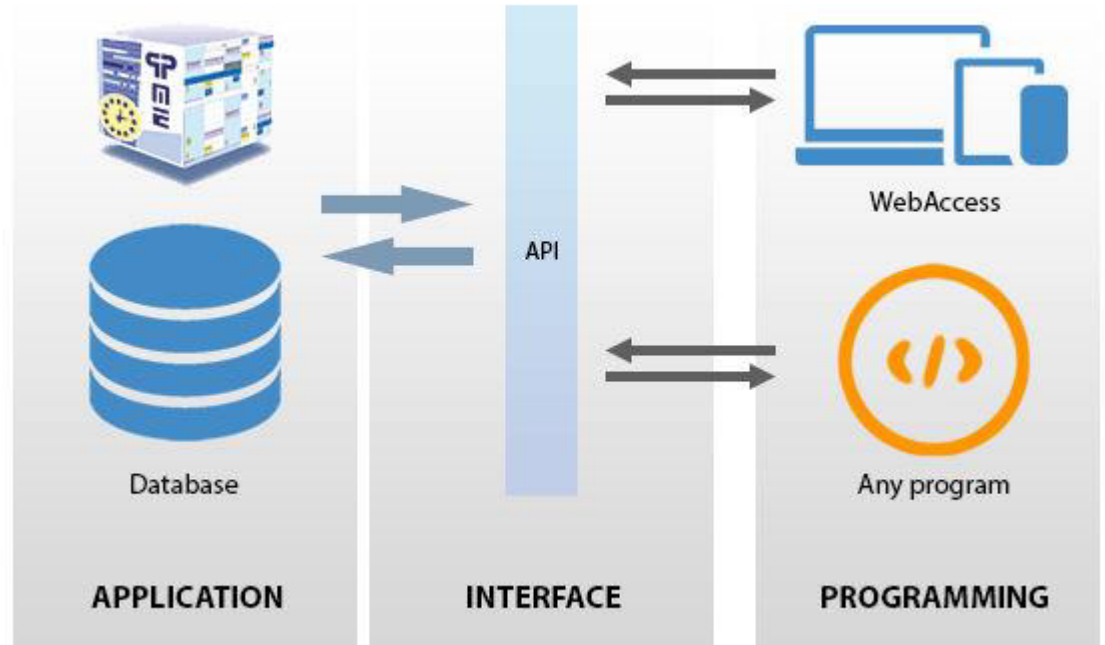 WebAccess
API
Database
Any program
APPLICATION
INTERFACE
PROGRAMMING